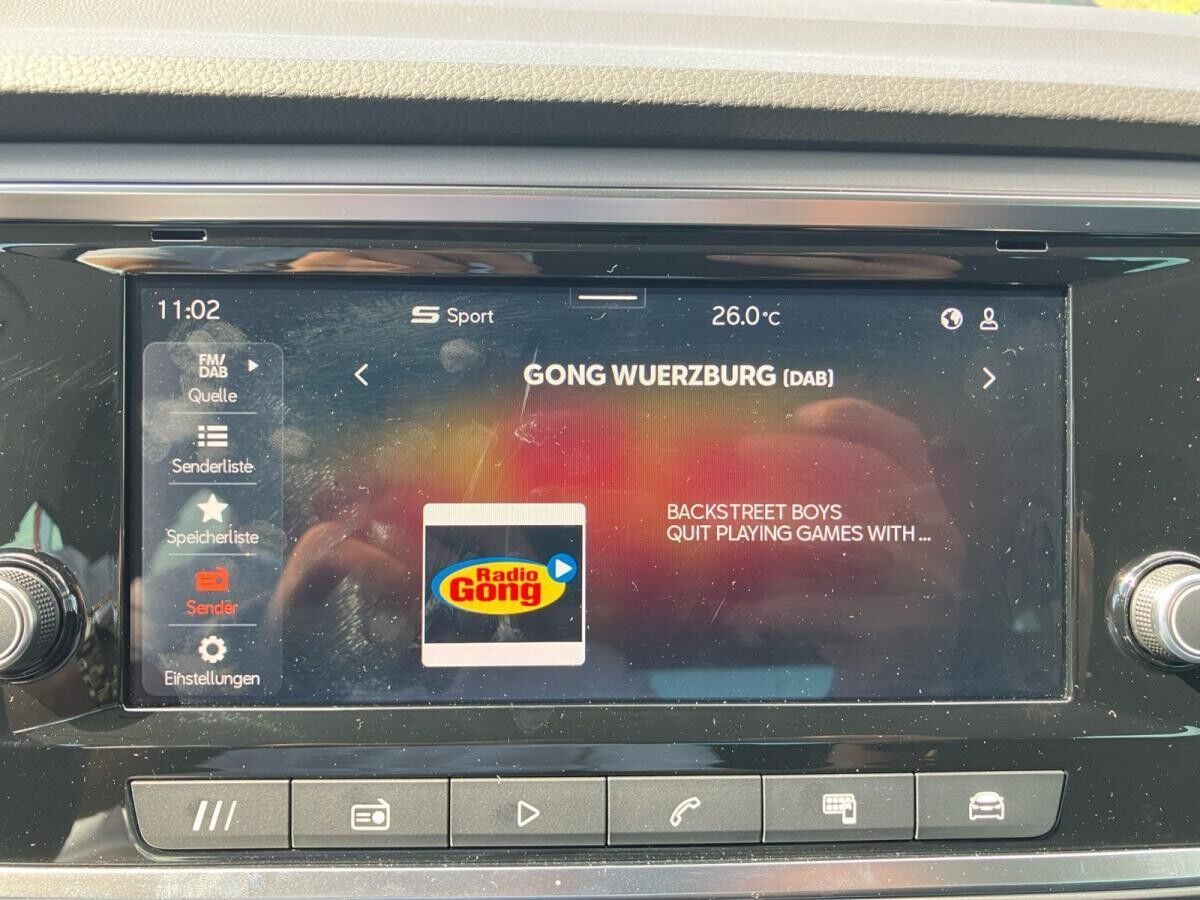 11:02
Sport
26.0°C
FM/
DAB
Quelle
Senderliste
Speicherliste
Sender
Einstellungen
GONG WUERZBURG (DAB)
BACKSTREET BOYS
QUIT PLAYING GAMES WITH ...
Radio
Gong